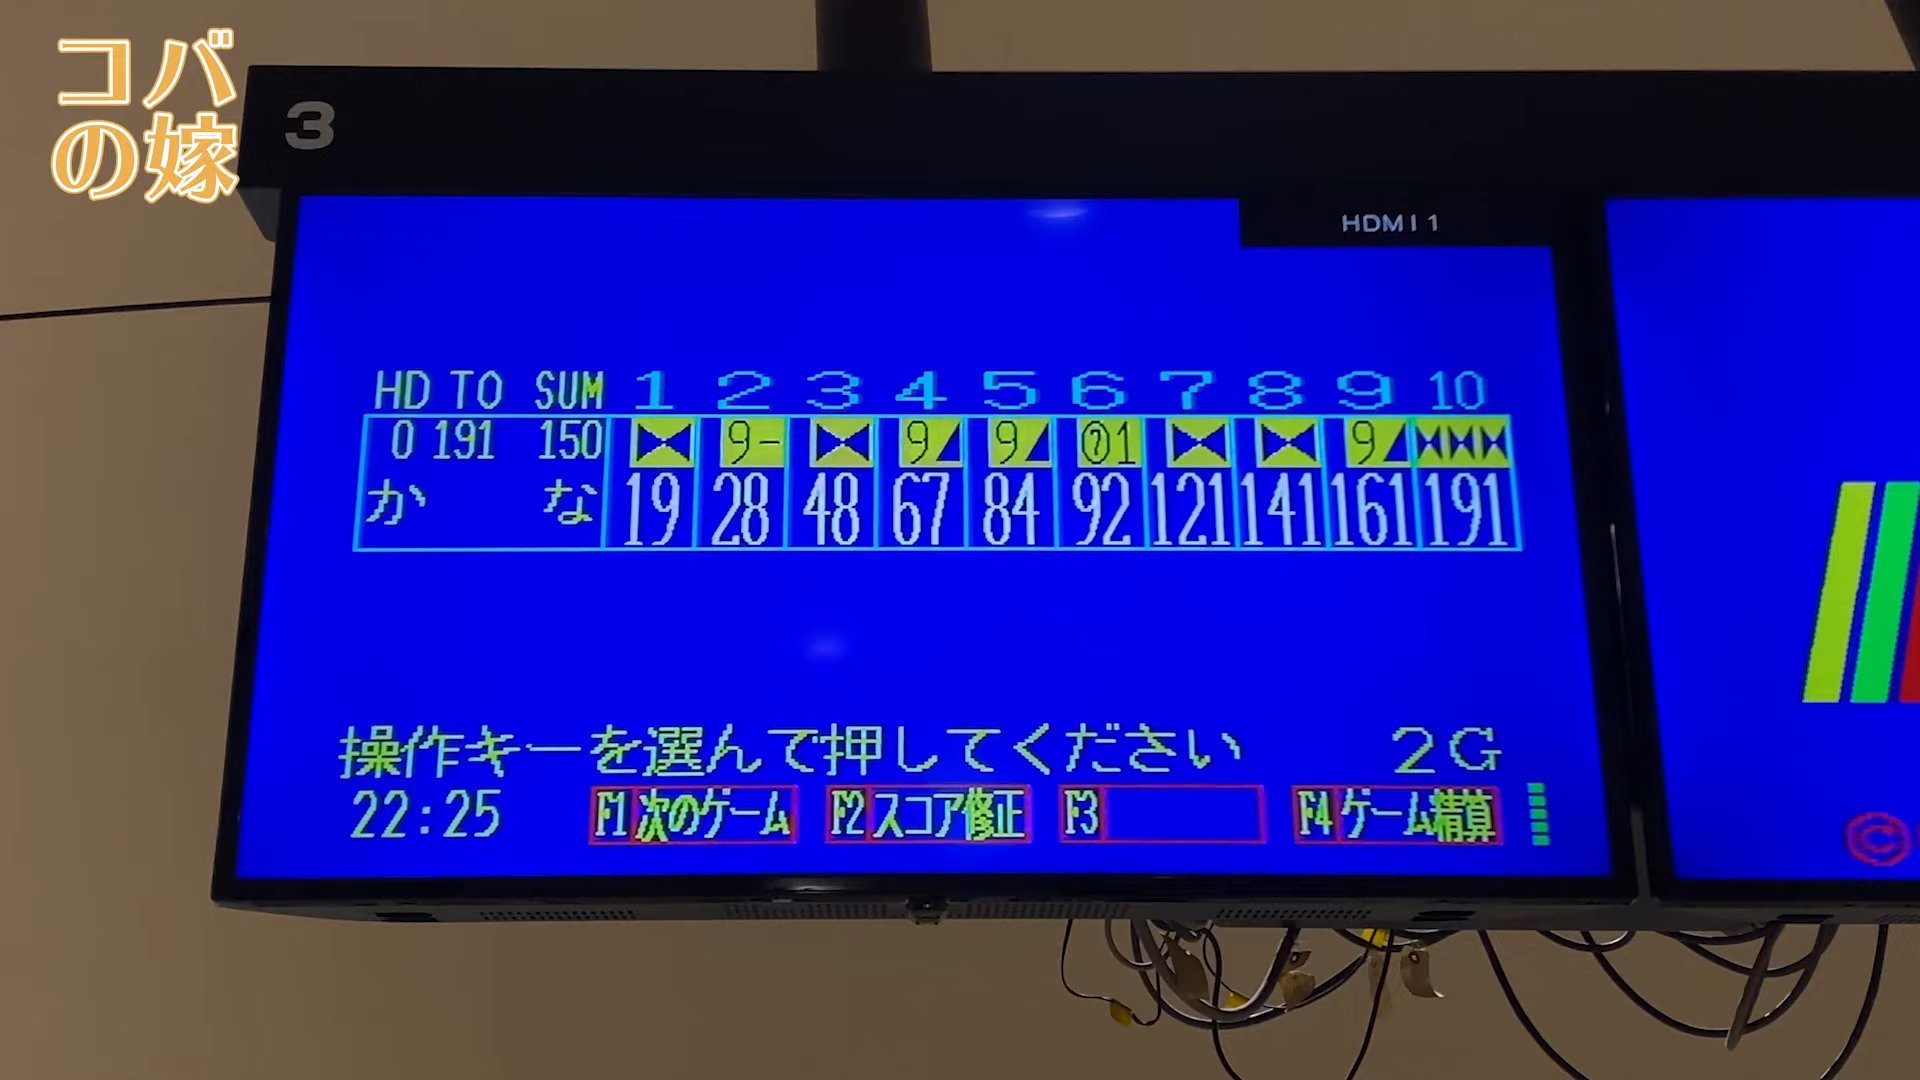 コバ
の嫁
3
HDMI 1
HD TO SUM 1 2 3 4 5 6 7 8 9 10
0 191 150 9- 9 9 ⑦1 9
かな 19 28 48 67 84 92 121 141 161 191
操作キーを選んで押してください 2G
22:25 F1 次のゲーム F2 スコア修正 F3 F4 ゲーム精算
©